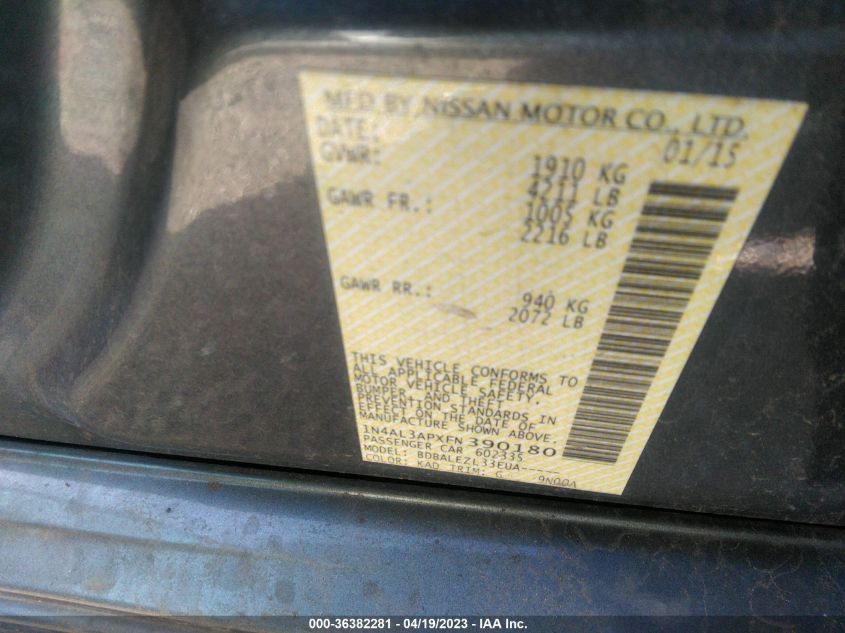 MFD BY NISSAN MOTOR CO., LTD.
DATE: 01/15
GVWR: 1910 KG
4211 LB
GAWR FR.: 1005 KG
2216 LB
GAWR RR.: 940 KG
2072 LB
THIS VEHICLE CONFORMS TO
ALL APPLICABLE FEDERAL
MOTOR VEHICLE SAFETY,
BUMPER, AND THEFT
PREVENTION STANDARDS IN
EFFECT ON THE DATE OF
MANUFACTURE SHOWN ABOVE.
1N4AL3APXFN390180
PASSENGER CAR 602335
MODEL: BDBALEZL33EUA-----
COLOR: KAD TRIM: G 9N00A
000-36382281 - 04/19/2023 - IAA Inc.